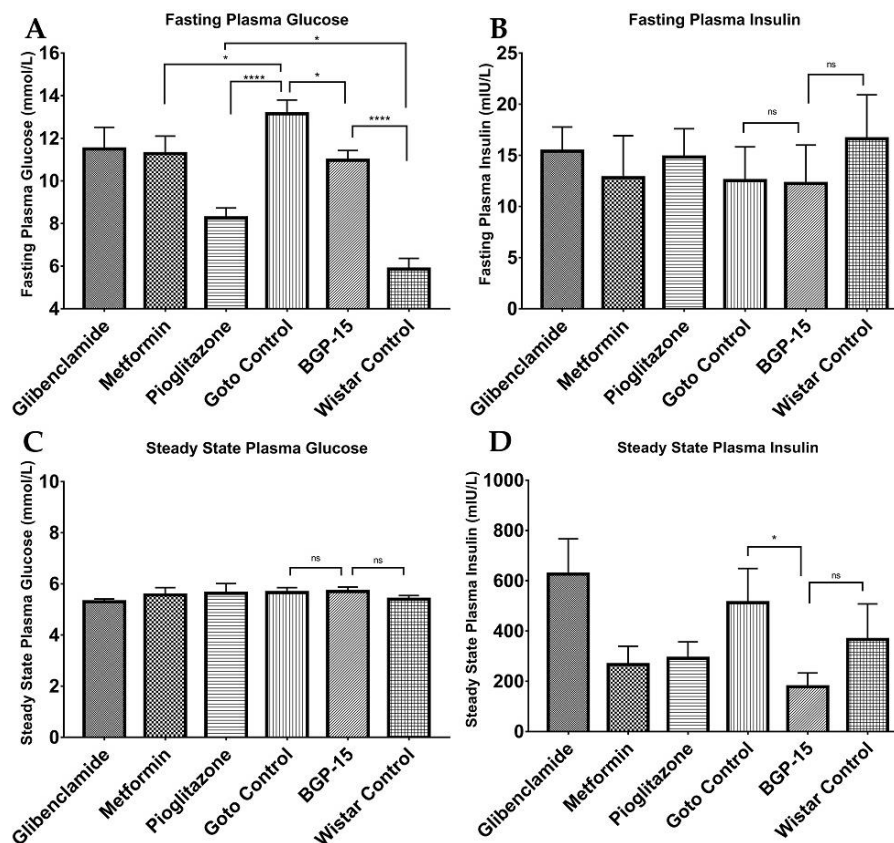 A
Fasting Plasma Glucose
Fasting Plasma Glucose (mmol/L)
16
14
12
10
8
6
4
*
*
****
*
****
Glibenclamide
Metformin
Pioglitazone
Goto Control
BGP-15
Wistar Control
B
Fasting Plasma Insulin
Fasting Plasma Insulin (mIU/L)
25
20
15
10
5
0
ns
ns
Glibenclamide
Metformin
Pioglitazone
Goto Control
BGP-15
Wistar Control
C
Steady State Plasma Glucose
Steady State Plasma Glucose (mmol/L)
10
8
6
4
2
0
ns
ns
Glibenclamide
Metformin
Pioglitazone
Goto Control
BGP-15
Wistar Control
D
Steady State Plasma Insulin
Steady State Plasma Insulin (mIU/L)
1000
800
600
400
200
0
*
ns
Glibenclamide
Metformin
Pioglitazone
Goto Control
BGP-15
Wistar Control